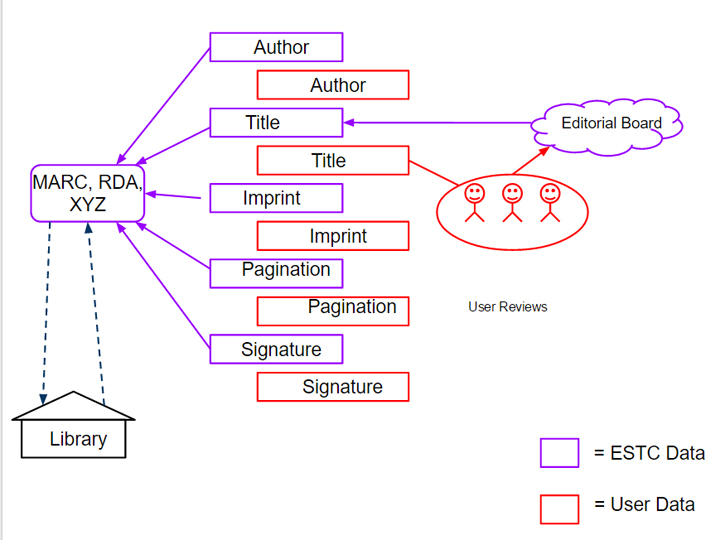 Author
Author
Title
Editorial Board
Title
MARC, RDA,
XYZ
Imprint
Imprint
Pagination
Pagination
User Reviews
Signature
Signature
Library
= ESTC Data
= User Data